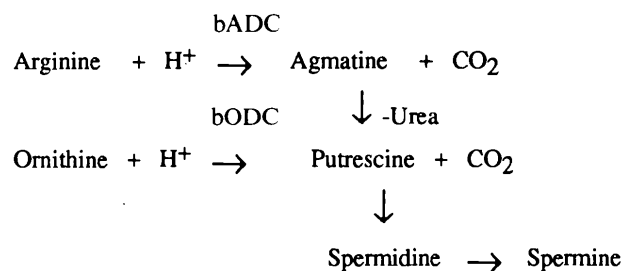 bADC
Arginine + H⁺ → Agmatine + CO₂
↓ -Urea
bODC
Ornithine + H⁺ → Putrescine + CO₂
↓
Spermidine → Spermine